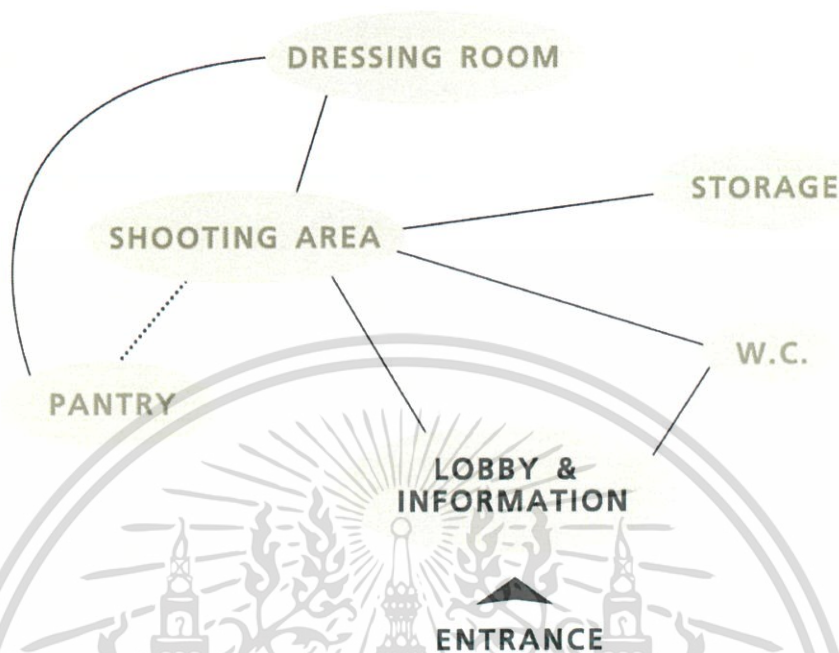 DRESSING ROOM
STORAGE
SHOOTING AREA
W.C.
PANTRY
LOBBY &
INFORMATION
ENTRANCE